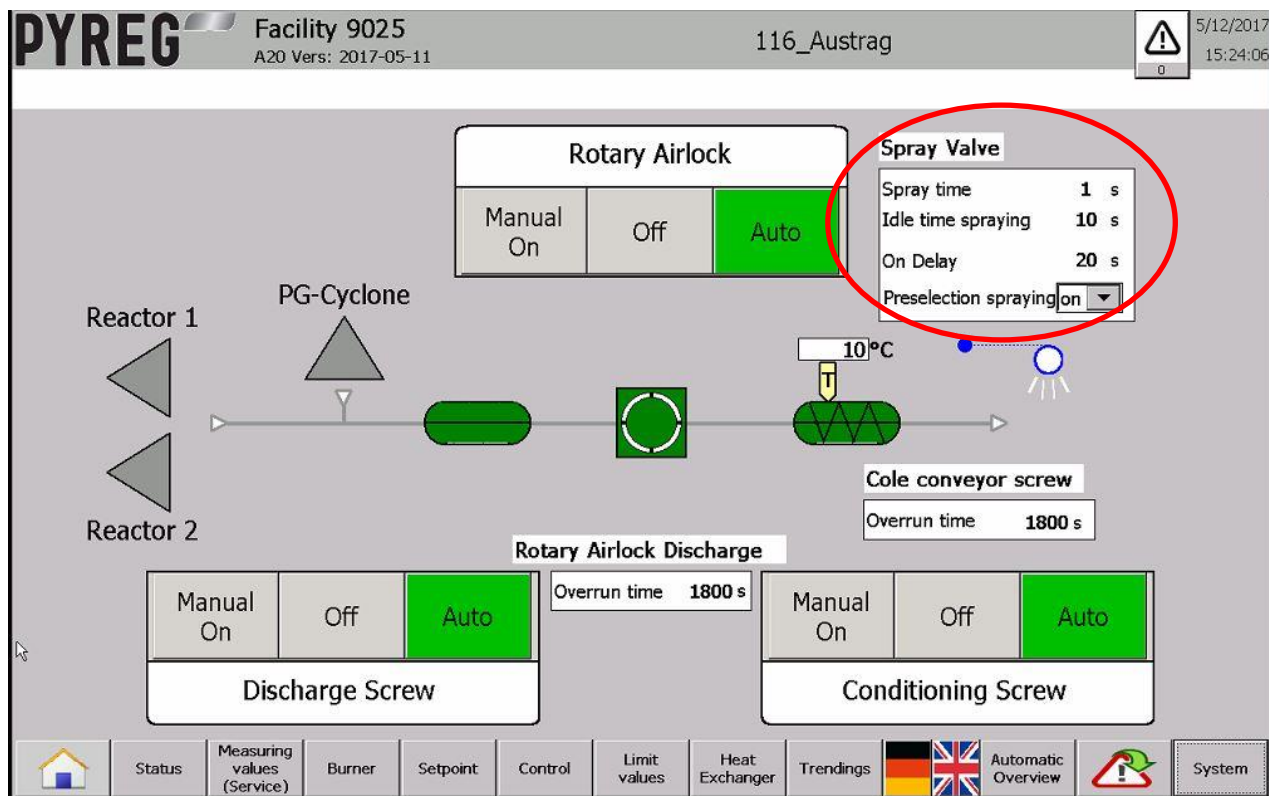 PYREG
Facility 9025
A20 Vers: 2017-05-11
116_Austrag
0
5/12/2017
15:24:06
Rotary Airlock
Manual
On
Off
Auto
Spray Valve
Spray time 1 s
Idle time spraying 10 s
On Delay 20 s
Preselection spraying on
Reactor 1
PG-Cyclone
10 °C
T
Reactor 2
Cole conveyor screw
Overrun time 1800 s
Rotary Airlock Discharge
Overrun time 1800 s
Manual
On
Off
Auto
Discharge Screw
Manual
On
Off
Auto
Conditioning Screw
Status
Measuring
values
(Service)
Burner
Setpoint
Control
Limit
values
Heat
Exchanger
Trendings
Automatic
Overview
System